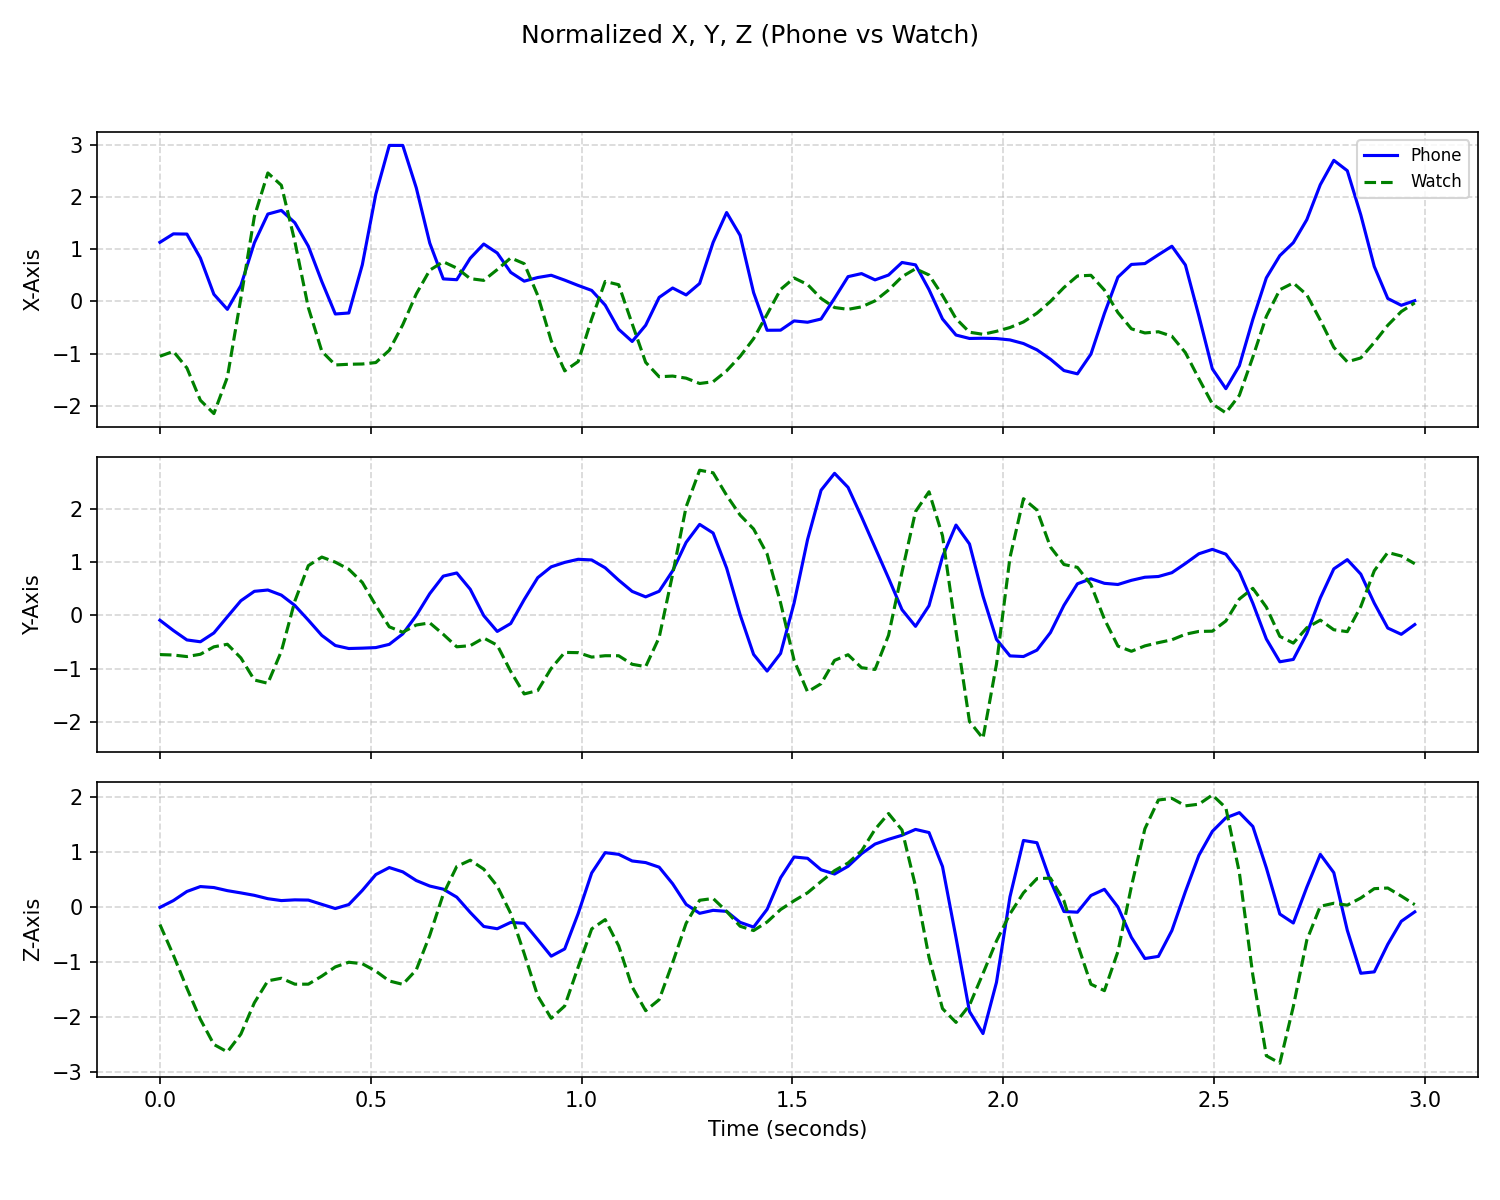 Normalized X, Y, Z (Phone vs Watch)
3
2
1
0
−1
−2
X-Axis
Phone
Watch
2
1
0
−1
−2
Y-Axis
2
1
0
−1
−2
−3
Z-Axis
0.0 0.5 1.0 1.5 2.0 2.5 3.0
Time (seconds)